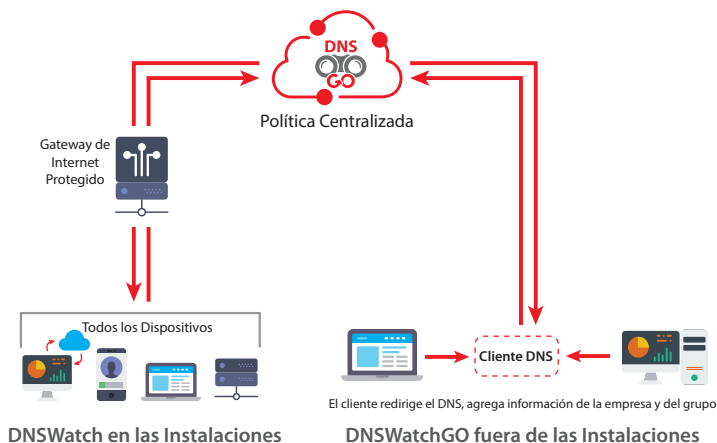 DNS
GO
Política Centralizada
Gateway de
Internet
Protegido
Todos los Dispositivos
Cliente DNS
El cliente redirige el DNS, agrega información de la empresa y del grupo
DNSWatch en las Instalaciones
DNSWatchGO fuera de las Instalaciones